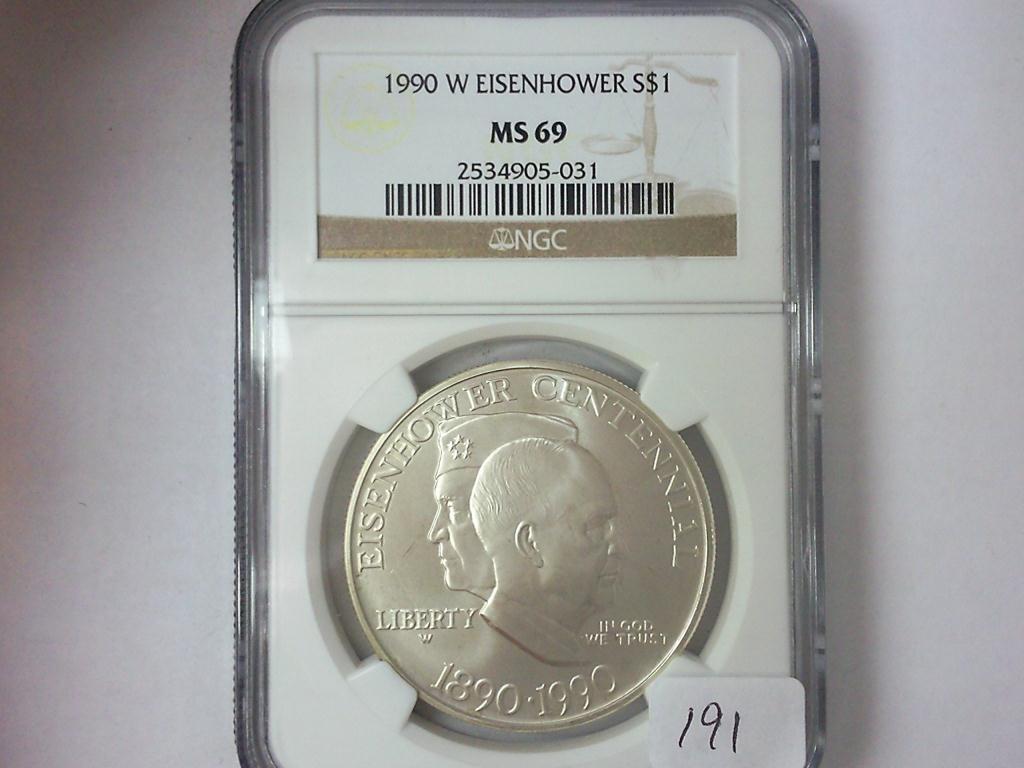 1990 W EISENHOWER S$1
MS 69
2534905-031
NGC
EISENHOWER CENTENNIAL
LIBERTY
W
IN GOD
WE TRUST
1890·1990
191